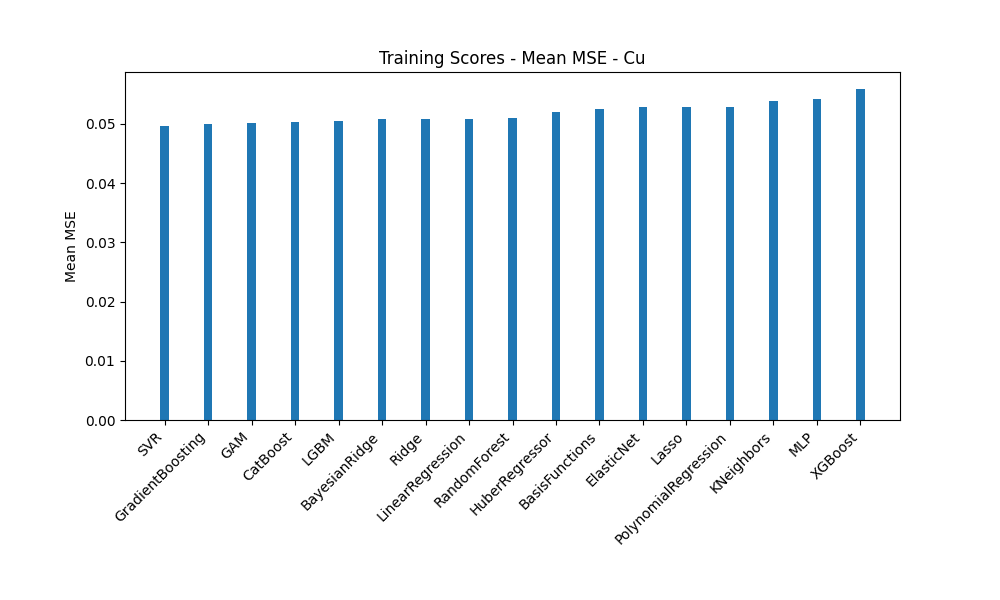 Training Scores - Mean MSE - Cu
Mean MSE
0.05
0.04
0.03
0.02
0.01
0.00
SVR
GradientBoosting
GAM
CatBoost
LGBM
BayesianRidge
Ridge
LinearRegression
RandomForest
HuberRegressor
BasisFunctions
ElasticNet
Lasso
PolynomialRegression
KNeighbors
MLP
XGBoost